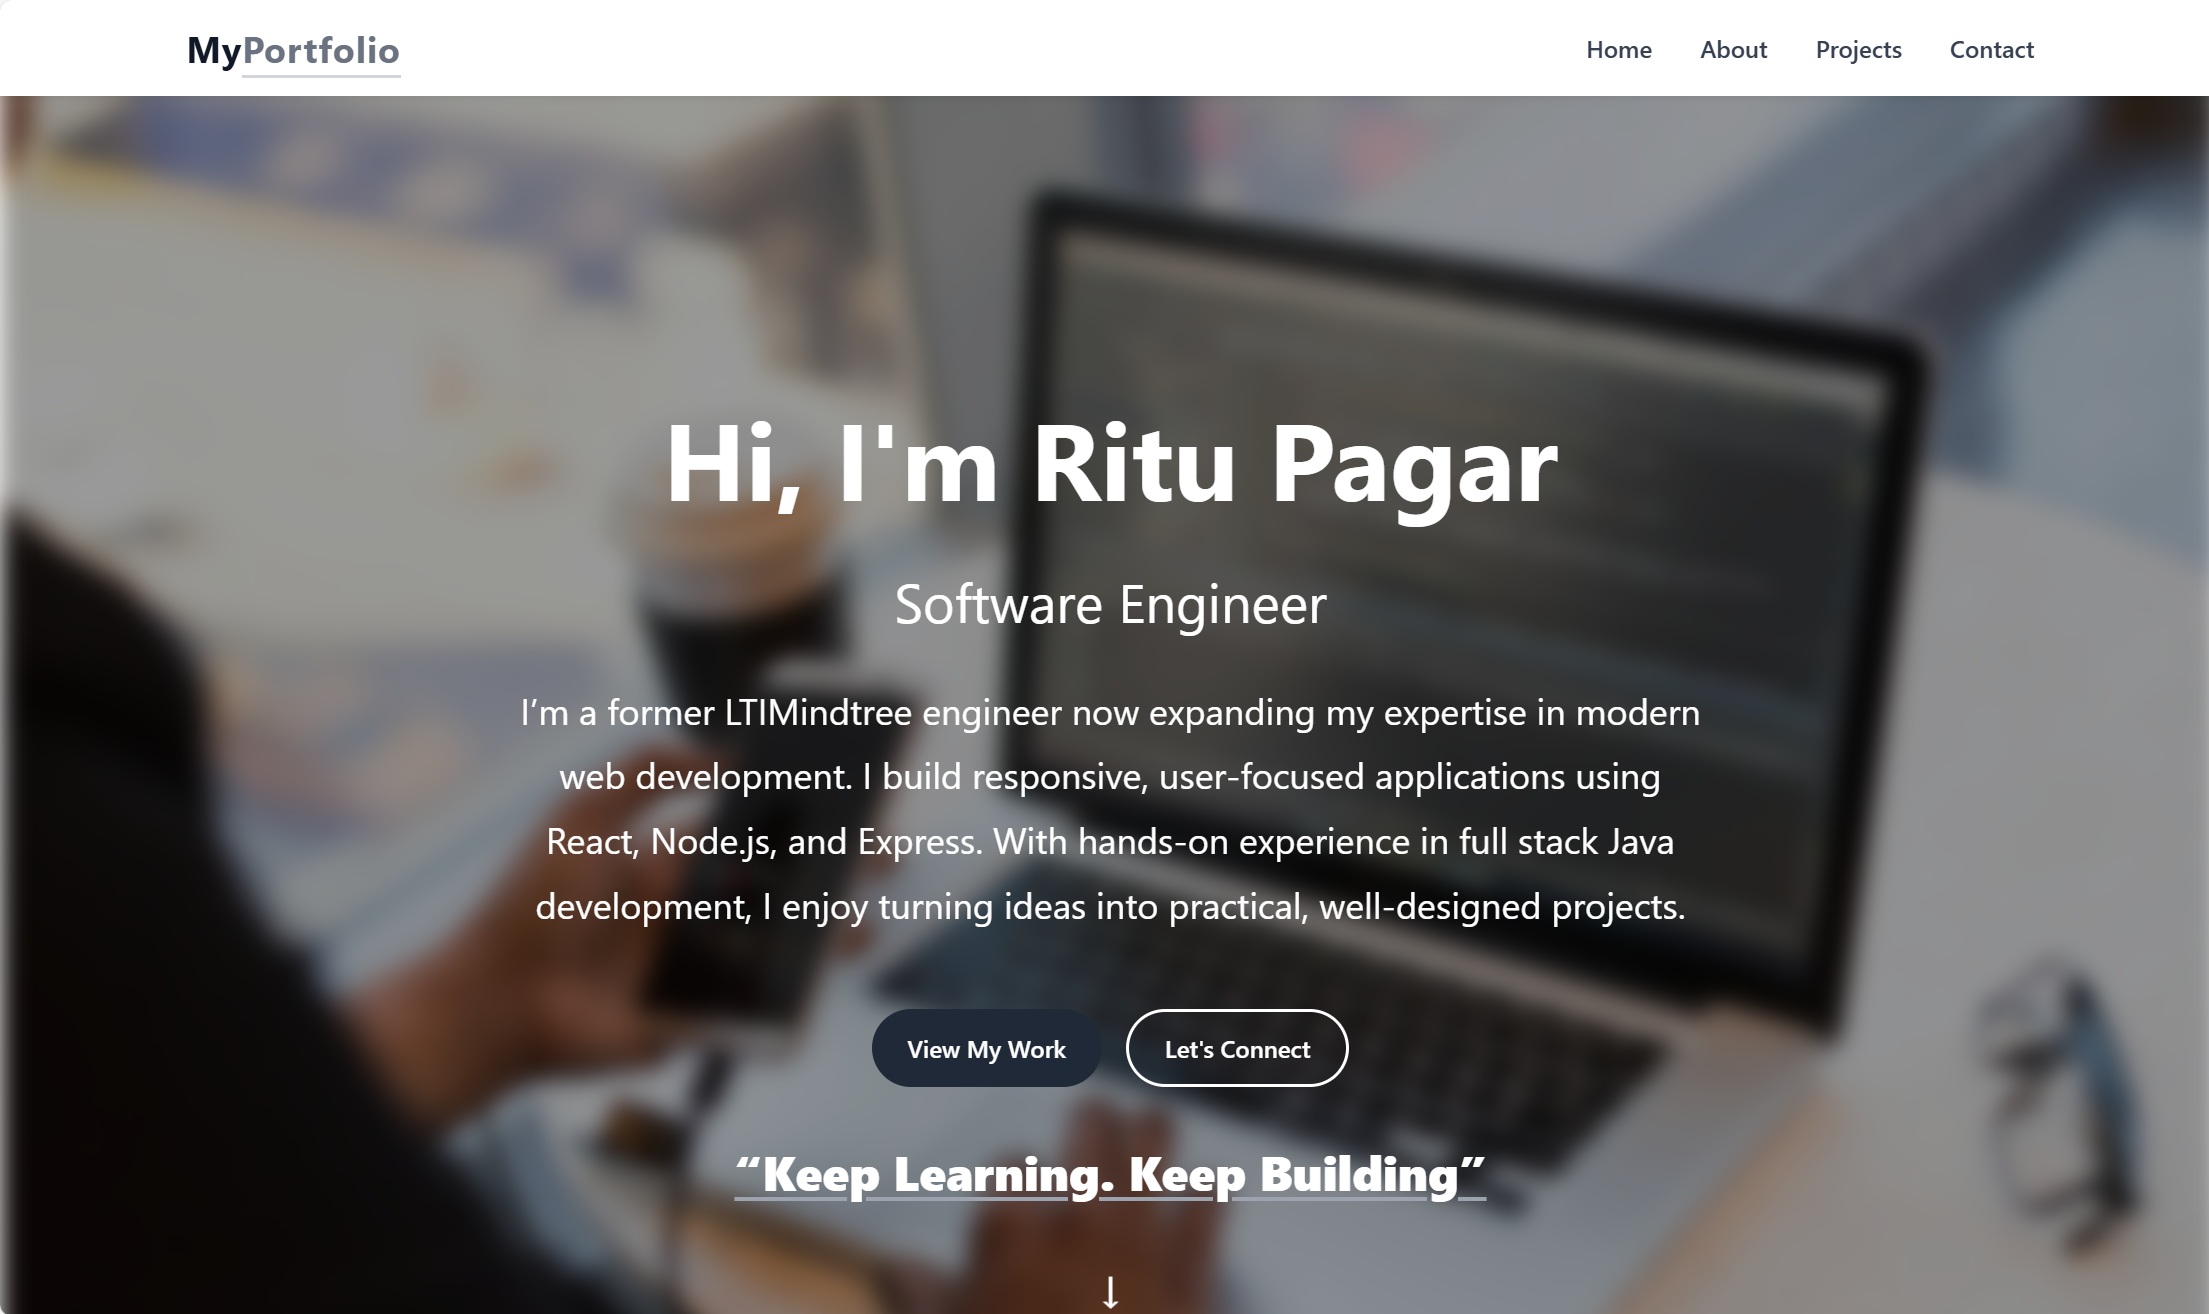 MyPortfolio
Home About Projects Contact
Hi, I'm Ritu Pagar
Software Engineer
I’m a former LTIMindtree engineer now expanding my expertise in modern
web development. I build responsive, user-focused applications using
React, Node.js, and Express. With hands-on experience in full stack Java
development, I enjoy turning ideas into practical, well-designed projects.
View My Work Let's Connect
“Keep Learning. Keep Building”
↓